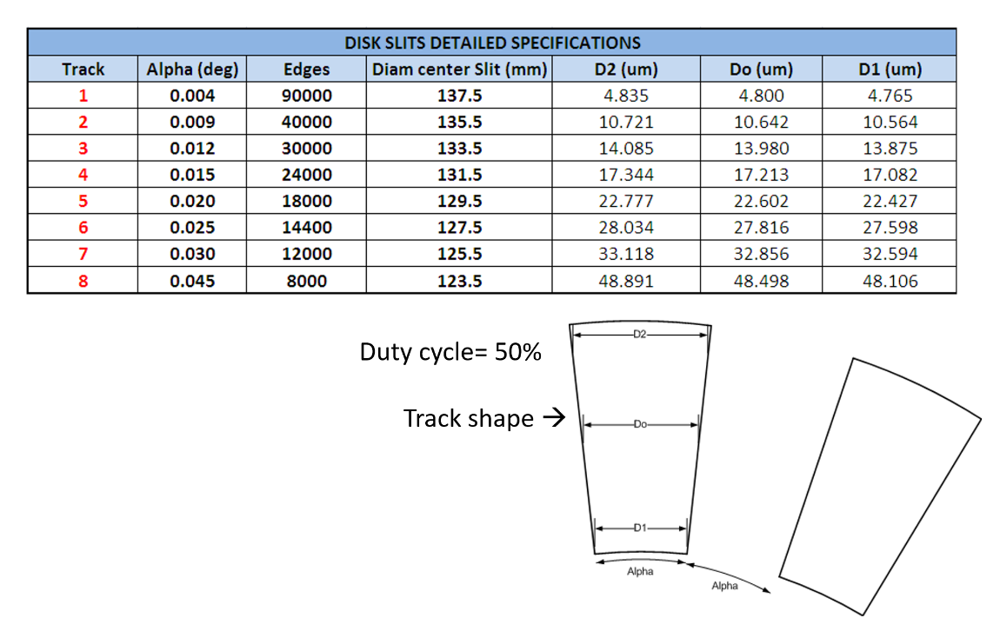 DISK SLITS DETAILED SPECIFICATIONS
Track Alpha (deg) Edges Diam center Slit (mm) D2 (um) Do (um) D1 (um)
1 0.004 90000 137.5 4.835 4.800 4.765
2 0.009 40000 135.5 10.721 10.642 10.564
3 0.012 30000 133.5 14.085 13.980 13.875
4 0.015 24000 131.5 17.344 17.213 17.082
5 0.020 18000 129.5 22.777 22.602 22.427
6 0.025 14400 127.5 28.034 27.816 27.598
7 0.030 12000 125.5 33.118 32.856 32.594
8 0.045 8000 123.5 48.891 48.498 48.106
D2
Duty cycle= 50%
Track shape →
Do
D1
Alpha
Alpha